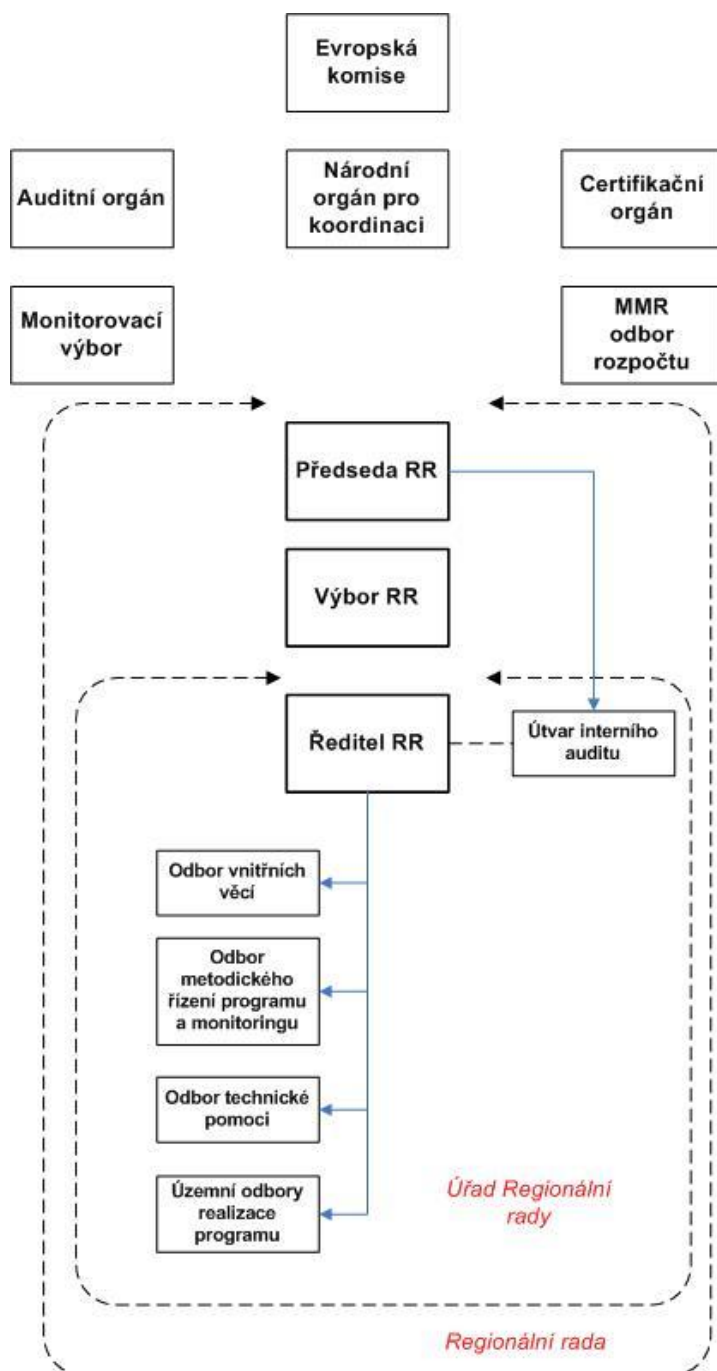 Evropská
komise
Auditní orgán
Národní
orgán pro
koordinaci
Certifikační
orgán
Monitorovací
výbor
MMR
odbor
rozpočtu
Předseda RR
Výbor RR
Ředitel RR
Útvar interního
auditu
Odbor vnitřních
věcí
Odbor
metodického
řízení programu
a monitoringu
Odbor technické
pomoci
Územní odbory
realizace
programu
Úřad Regionální
rady
Regionální rada